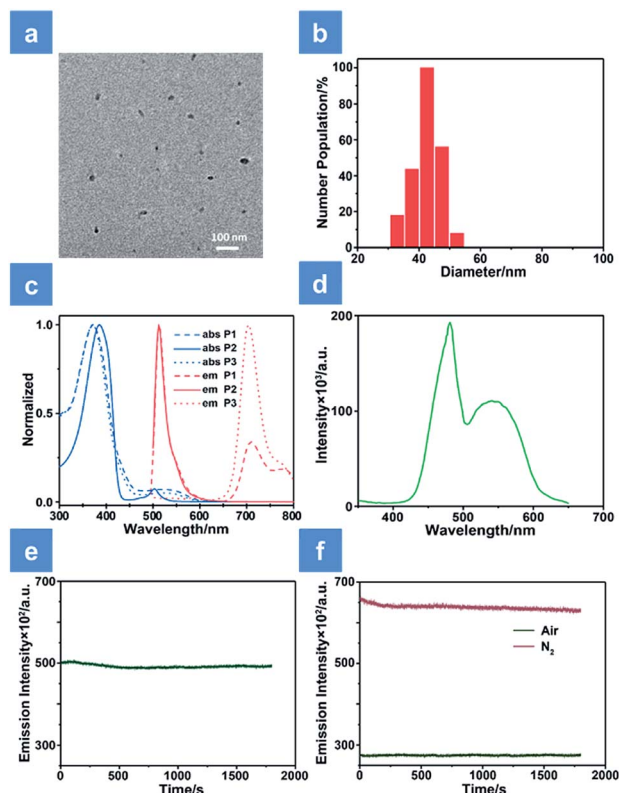 a
100 nm
b
Number Population/%
100
80
60
40
20
0
20 40 60 80 100
Diameter/nm
c
Normalized
1.0
0.5
0.0
abs P1
abs P2
abs P3
em P1
em P2
em P3
300 400 500 600 700 800
Wavelength/nm
d
Intensity×10³/a.u.
200
100
0
400 500 600 700
Wavelength/nm
e
Emission Intensity×10²/a.u.
700
500
300
0 500 1000 1500 2000
Time/s
f
Emission Intensity×10²/a.u.
700
500
300
Air
N₂
0 500 1000 1500 2000
Time/s